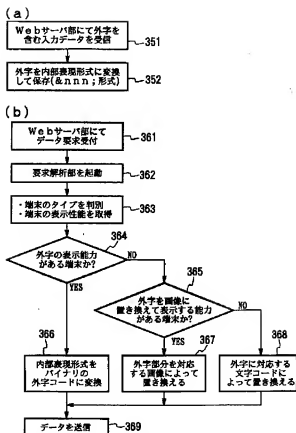 (a)
Webサーバ部にて外字を
含む入力データを受信
351
外字を内部表現形式に変換
して保存(&nnn;形式)
352
(b)
Webサーバ部にて
データ要求受付
361
要求解析部を起動
362
・端末のタイプを判別
・端末の表示性能を取得
363
外字の表示能力
がある端末か?
364
NO
YES
外字を画像に
置き換えて表示する能力
がある端末か?
365
YES
NO
366
内部表現形式を
バイナリの
外字コードに変換
367
外字部分を対応
する画像によって
置き換える
368
外字に対応する
文字コードに
よって置き換える
データを送信
369